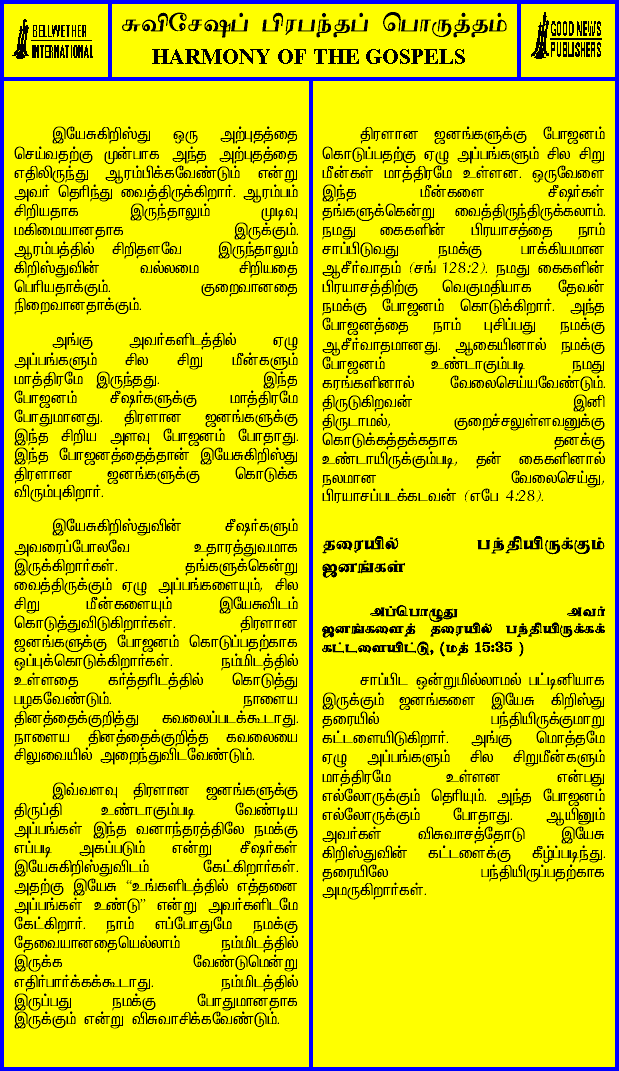 BELLWETHER
INTERNATIONAL
சுவிசேஷப் பிரபந்தப் பொருத்தம்
HARMONY OF THE GOSPELS
GOOD NEWS
PUBLISHERS
இயேசுகிறிஸ்து ஒரு அற்புதத்தை
செய்வதற்கு முன்பாக அந்த அற்புதத்தை
எதிலிருந்து ஆரம்பிக்கவேண்டும் என்று
அவர் தெரிந்து வைத்திருக்கிறார். ஆரம்பம்
சிறியதாக இருந்தாலும் முடிவு
மகிமையானதாக இருக்கும்.
ஆரம்பத்தில் சிறிதளவே இருந்தாலும்
கிறிஸ்துவின் வல்லமை சிறியதை
பெரியதாக்கும். குறைவானதை
நிறைவானதாக்கும்.
அங்கு அவர்களிடத்தில் ஏழு
அப்பங்களும் சில சிறு மீன்களும்
மாத்திரமே இருந்தது. இந்த
போஜனம் சீஷர்களுக்கு மாத்திரமே
போதுமானது. திரளான ஜனங்களுக்கு
இந்த சிறிய அளவு போஜனம் போதாது.
இந்த போஜனத்தைத்தான் இயேசுகிறிஸ்து
திரளான ஜனங்களுக்கு கொடுக்க
விரும்புகிறார்.
இயேசுகிறிஸ்துவின் சீஷர்களும்
அவரைப்போலவே உதாரத்துவமாக
இருக்கிறார்கள். தங்களுக்கென்று
வைத்திருக்கும் ஏழு அப்பங்களையும், சில
சிறு மீன்களையும் இயேசுவிடம்
கொடுத்துவிடுகிறார்கள். திரளான
ஜனங்களுக்கு போஜனம் கொடுப்பதற்காக
ஒப்புக்கொடுக்கிறார்கள். நம்மிடத்தில்
உள்ளதை கர்த்தரிடத்தில் கொடுத்து
பழகவேண்டும். நாளைய
தினத்தைக்குறித்து கவலைப்படக்கூடாது.
நாளைய தினத்தைக்குறித்த கவலையை
சிலுவையில் அறைந்துவிடவேண்டும்.
இவ்வளவு திரளான ஜனங்களுக்கு
திருப்தி உண்டாகும்படி வேண்டிய
அப்பங்கள் இந்த வனாந்தரத்திலே நமக்கு
எப்படி அகப்படும் என்று சீஷர்கள்
இயேசுகிறிஸ்துவிடம் கேட்கிறார்கள்.
அதற்கு இயேசு “உங்களிடத்தில் எத்தனை
அப்பங்கள் உண்டு” என்று அவர்களிடமே
கேட்கிறார். நாம் எப்போதுமே நமக்கு
தேவையானதையெல்லாம் நம்மிடத்தில்
இருக்க வேண்டுமென்று
எதிர்பார்க்கக்கூடாது. நம்மிடத்தில்
இருப்பது நமக்கு போதுமானதாக
இருக்கும் என்று விசுவாசிக்கவேண்டும்.
திரளான ஜனங்களுக்கு போஜனம்
கொடுப்பதற்கு ஏழு அப்பங்களும் சில சிறு
மீன்கள் மாத்திரமே உள்ளன. ஒருவேளை
இந்த மீன்களை சீஷர்கள்
தங்களுக்கென்று வைத்திருந்திருக்கலாம்.
நமது கைகளின் பிரயாசத்தை நாம்
சாப்பிடுவது நமக்கு பாக்கியமான
ஆசீர்வாதம் (சங் 128:2). நமது கைகளின்
பிரயாசத்திற்கு வெகுமதியாக தேவன்
நமக்கு போஜனம் கொடுக்கிறார். அந்த
போஜனத்தை நாம் புசிப்பது நமக்கு
ஆசீர்வாதமானது. ஆகையினால் நமக்கு
போஜனம் உண்டாகும்படி நமது
கரங்களினால் வேலைசெய்யவேண்டும்.
திருடுகிறவன் இனி
திருடாமல், குறைச்சலுள்ளவனுக்கு
கொடுக்கத்தக்கதாக தனக்கு
உண்டாயிருக்கும்படி, தன் கைகளினால்
நலமான வேலைசெய்து,
பிரயாசப்படக்கடவன் (எபே 4:28).
தரையில் பந்தியிருக்கும்
ஜனங்கள்
அப்பொழுது அவர்
ஜனங்களைத் தரையில் பந்தியிருக்கக்
கட்டளையிட்டு, (மத் 15:35 )
சாப்பிட ஒன்றுமில்லாமல் பட்டினியாக
இருக்கும் ஜனங்களை இயேசு கிறிஸ்து
தரையில் பந்தியிருக்குமாறு
கட்டளையிடுகிறார். அங்கு மொத்தமே
ஏழு அப்பங்களும் சில சிறுமீன்களும்
மாத்திரமே உள்ளன என்பது
எல்லோருக்கும் தெரியும். அந்த போஜனம்
எல்லோருக்கும் போதாது. ஆயினும்
அவர்கள் விசுவாசத்தோடு இயேசு
கிறிஸ்துவின் கட்டளைக்கு கீழ்ப்படிந்து.
தரையிலே பந்தியிருப்பதற்காக
அமருகிறார்கள்.